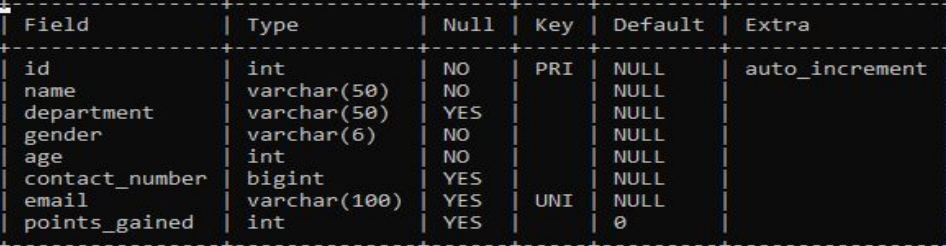 | Field | Type | Null | Key | Default | Extra
| id | int | NO | PRI | NULL | auto_increment
| name | varchar(50) | NO | | NULL |
| department | varchar(50) | YES | | NULL |
| gender | varchar(6) | NO | | NULL |
| age | int | NO | | NULL |
| contact_number | bigint | YES | | NULL |
| email | varchar(100) | YES | UNI | NULL |
| points_gained | int | YES | | 0 |